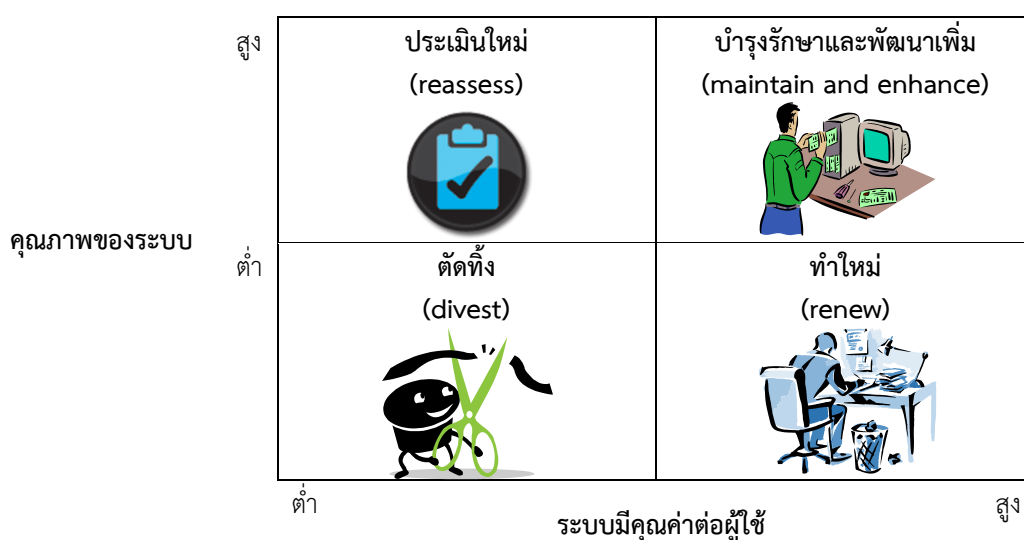 สูง
ประเมินใหม่
(reassess)
บำรุงรักษาและพัฒนาเพิ่ม
(maintain and enhance)
คุณภาพของระบบ
ต่ำ
ตัดทิ้ง
(divest)
ทำใหม่
(renew)
ต่ำ
สูง
ระบบมีคุณค่าต่อผู้ใช้